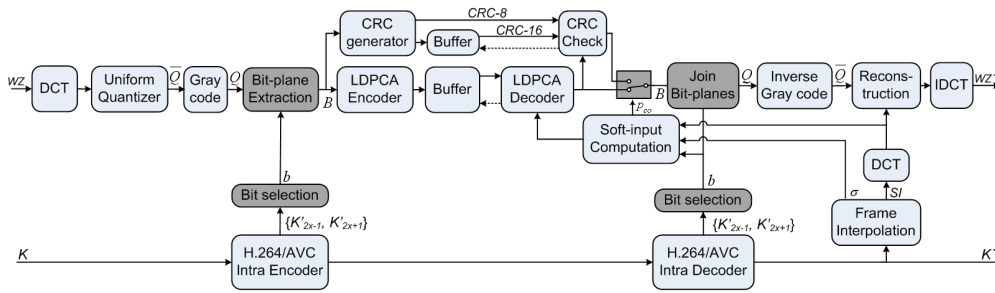 CRC-8
CRC generator
CRC-16
Buffer
CRC Check
WZ
DCT
Uniform Quantizer
Q̅
Gray code
Q
Bit-plane Extraction
B
LDPCA Encoder
Buffer
LDPCA Decoder
B
Join Bit-planes
Q
Inverse Gray code
Q̅
Recons-truction
IDCT
WZ'
Soft-input Computation
DCT
b
Bit selection
b
Bit selection
σ
SI
{K'2x-1, K'2x+1}
{K'2x-1, K'2x+1}
Frame Interpolation
K
H.264/AVC Intra Encoder
H.264/AVC Intra Decoder
K'